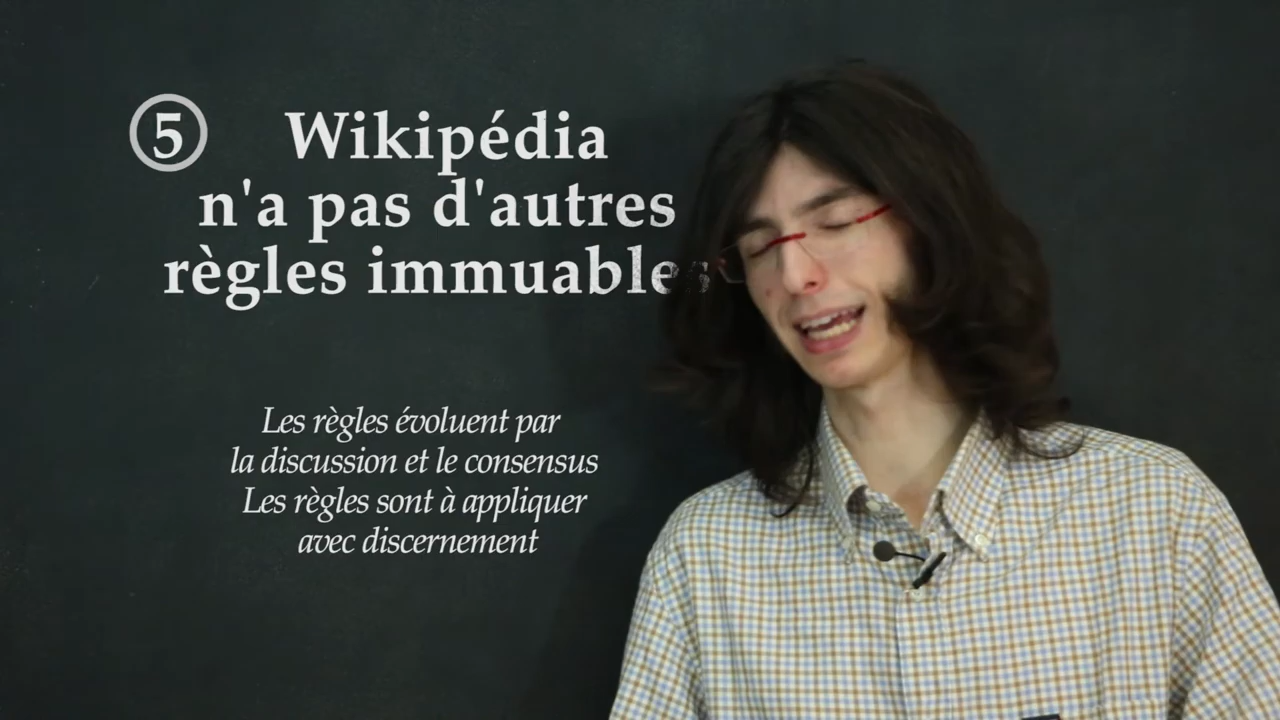 5 Wikipédia
n'a pas d'autres
règles immuables
Les règles évoluent par
la discussion et le consensus
Les règles sont à appliquer
avec discernement